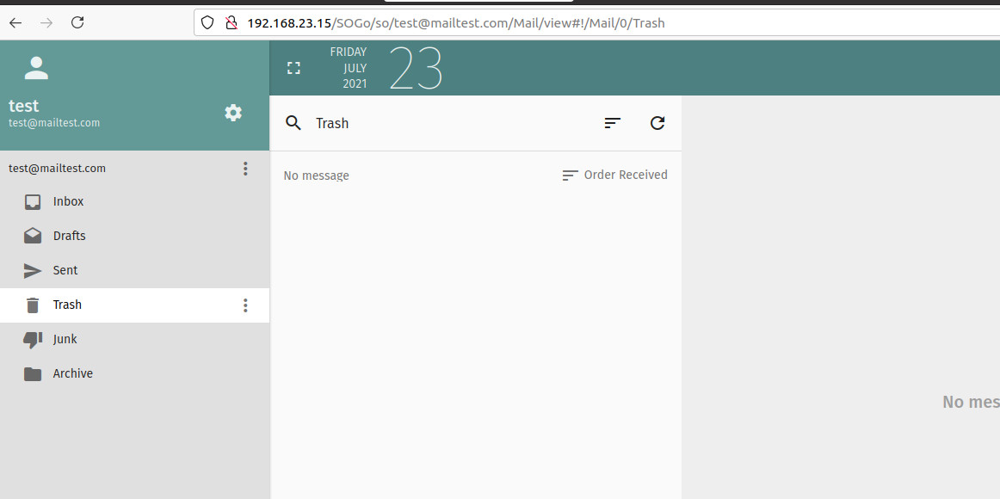 192.168.23.15/SOGo/so/test@mailtest.com/Mail/view#!/Mail/0/Trash
test
test@mailtest.com
FRIDAY
JULY
2021
23
test@mailtest.com
Inbox
Drafts
Sent
Trash
Junk
Archive
Trash
No message
Order Received
No mes